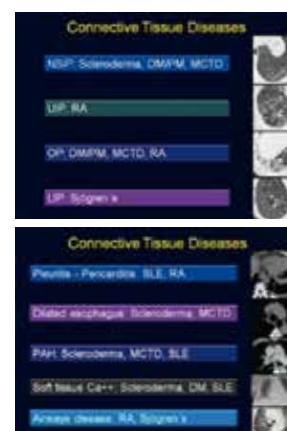 Connective Tissue Diseases
NSIP: Scleroderma, DM/PM, MCTD
UIP: RA
OP: DM/PM, MCTD, RA
LIP: Sjögren's
Connective Tissue Diseases
Pleuritis - Pericarditis: SLE, RA
Dilated esophagus: Scleroderma, MCTD
PAH: Scleroderma, MCTD, SLE
Soft tissue Ca++: Scleroderma, DM, SLE
Airways disease: RA, Sjögren's